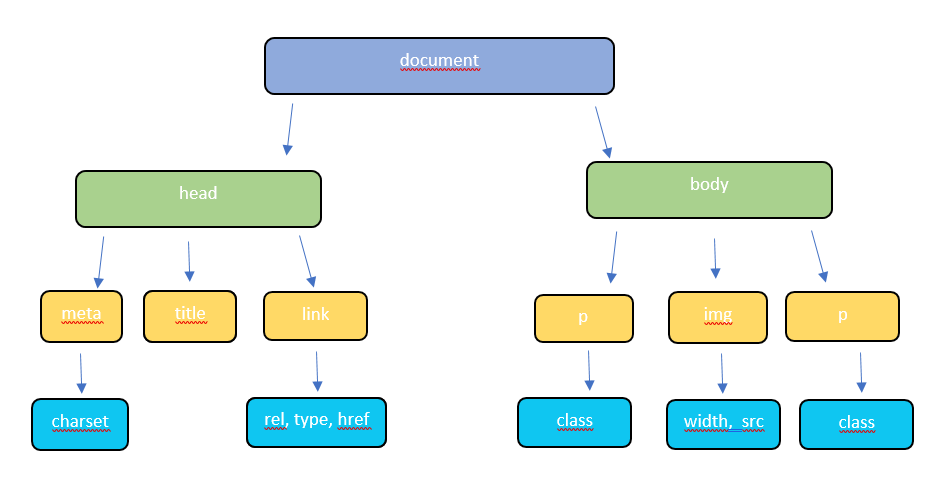 document
head
body
meta
title
link
p
img
p
charset
rel, type, href
class
width, src
class